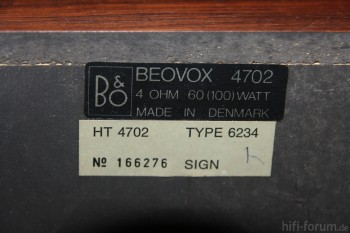 B&O
BEOVOX 4702
4 OHM 60 (100) WATT
MADE IN DENMARK
HT 4702 TYPE 6234
Nº 166276 SIGN
hifi-forum.de